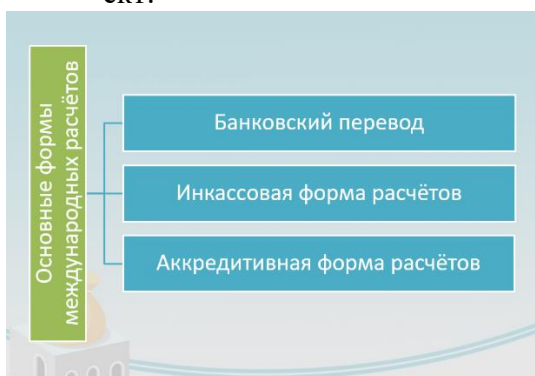 Основные формы
международных расчётов
Банковский перевод
Инкассовая форма расчётов
Аккредитивная форма расчётов